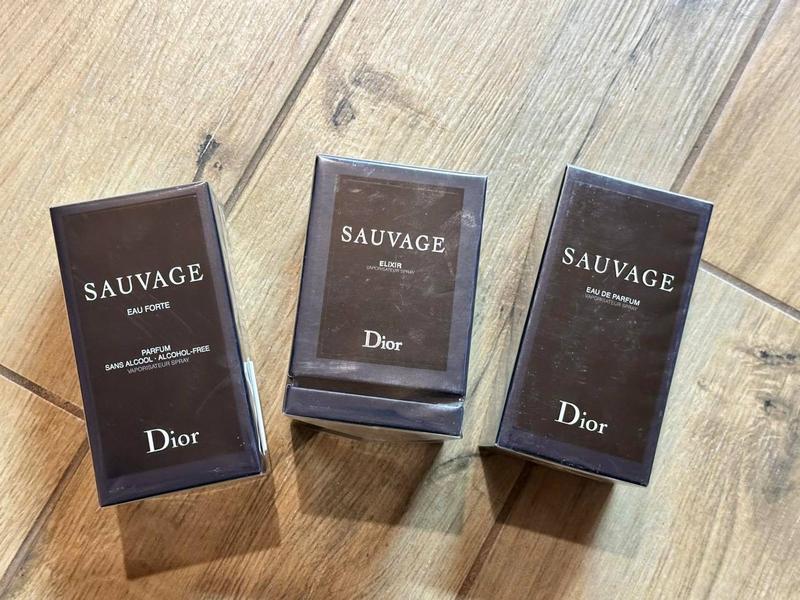 SAUVAGE
EAU FORTE
PARFUM
SANS ALCOOL · ALCOHOL-FREE
VAPORISATEUR SPRAY
Dior
SAUVAGE
ELIXIR
VAPORISATEUR SPRAY
Dior
SAUVAGE
EAU DE PARFUM
VAPORISATEUR SPRAY
Dior